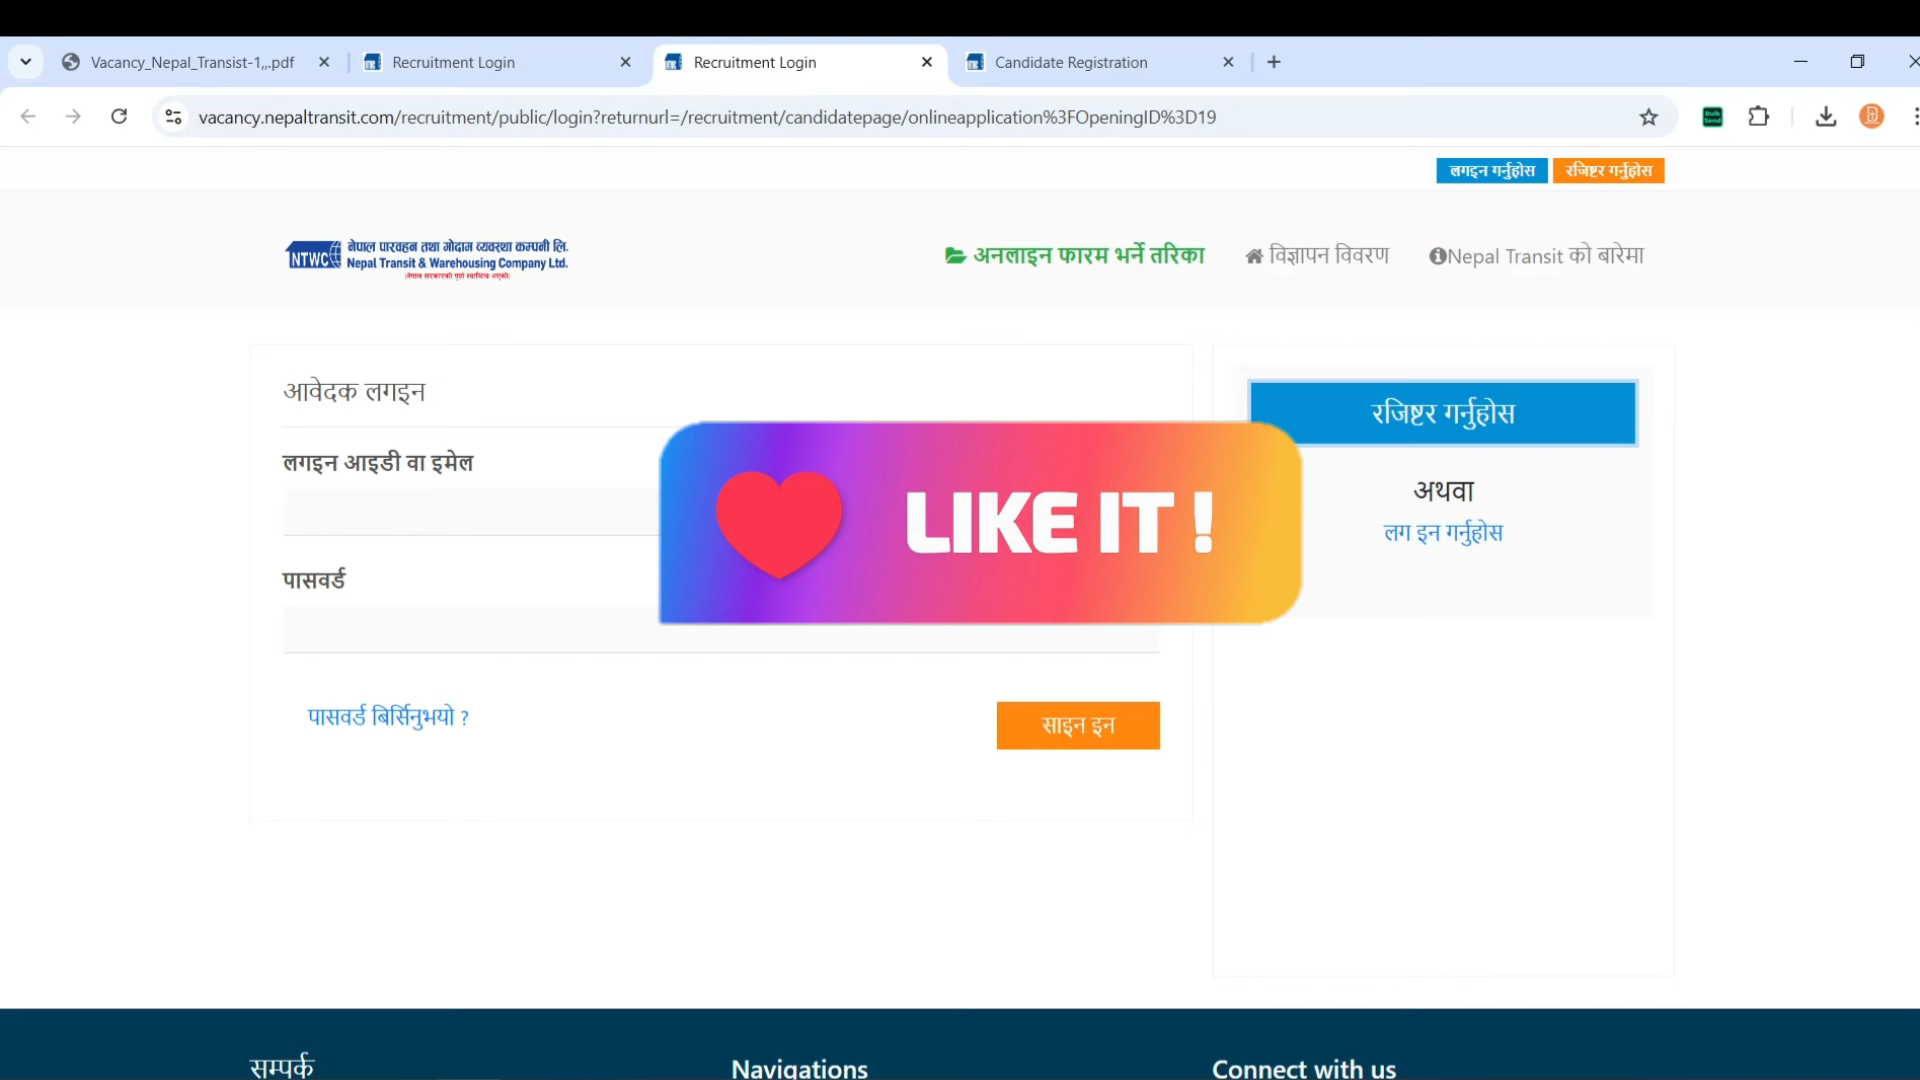 Vacancy_Nepal_Transist-1,,.pdf
Recruitment Login
Recruitment Login
Candidate Registration
vacancy.nepaltransit.com/recruitment/public/login?returnurl=/recruitment/candidatepage/onlineapplication%3FOpeningID%3D19
लगइन गर्नुहोस
रजिष्टर गर्नुहोस
NTWC
नेपाल पारवहन तथा गोदाम व्यवस्था कम्पनी लि.
Nepal Transit & Warehousing Company Ltd.
अनलाइन फारम भर्ने तरिका
विज्ञापन विवरण
Nepal Transit को बारेमा
आवेदक लगइन
रजिष्टर गर्नुहोस
लगइन आइडी वा इमेल
अथवा
LIKE IT !
लग इन गर्नुहोस
पासवर्ड
पासवर्ड बिर्सिनुभयो ?
साइन इन
सम्पर्क
Navigations
Connect with us